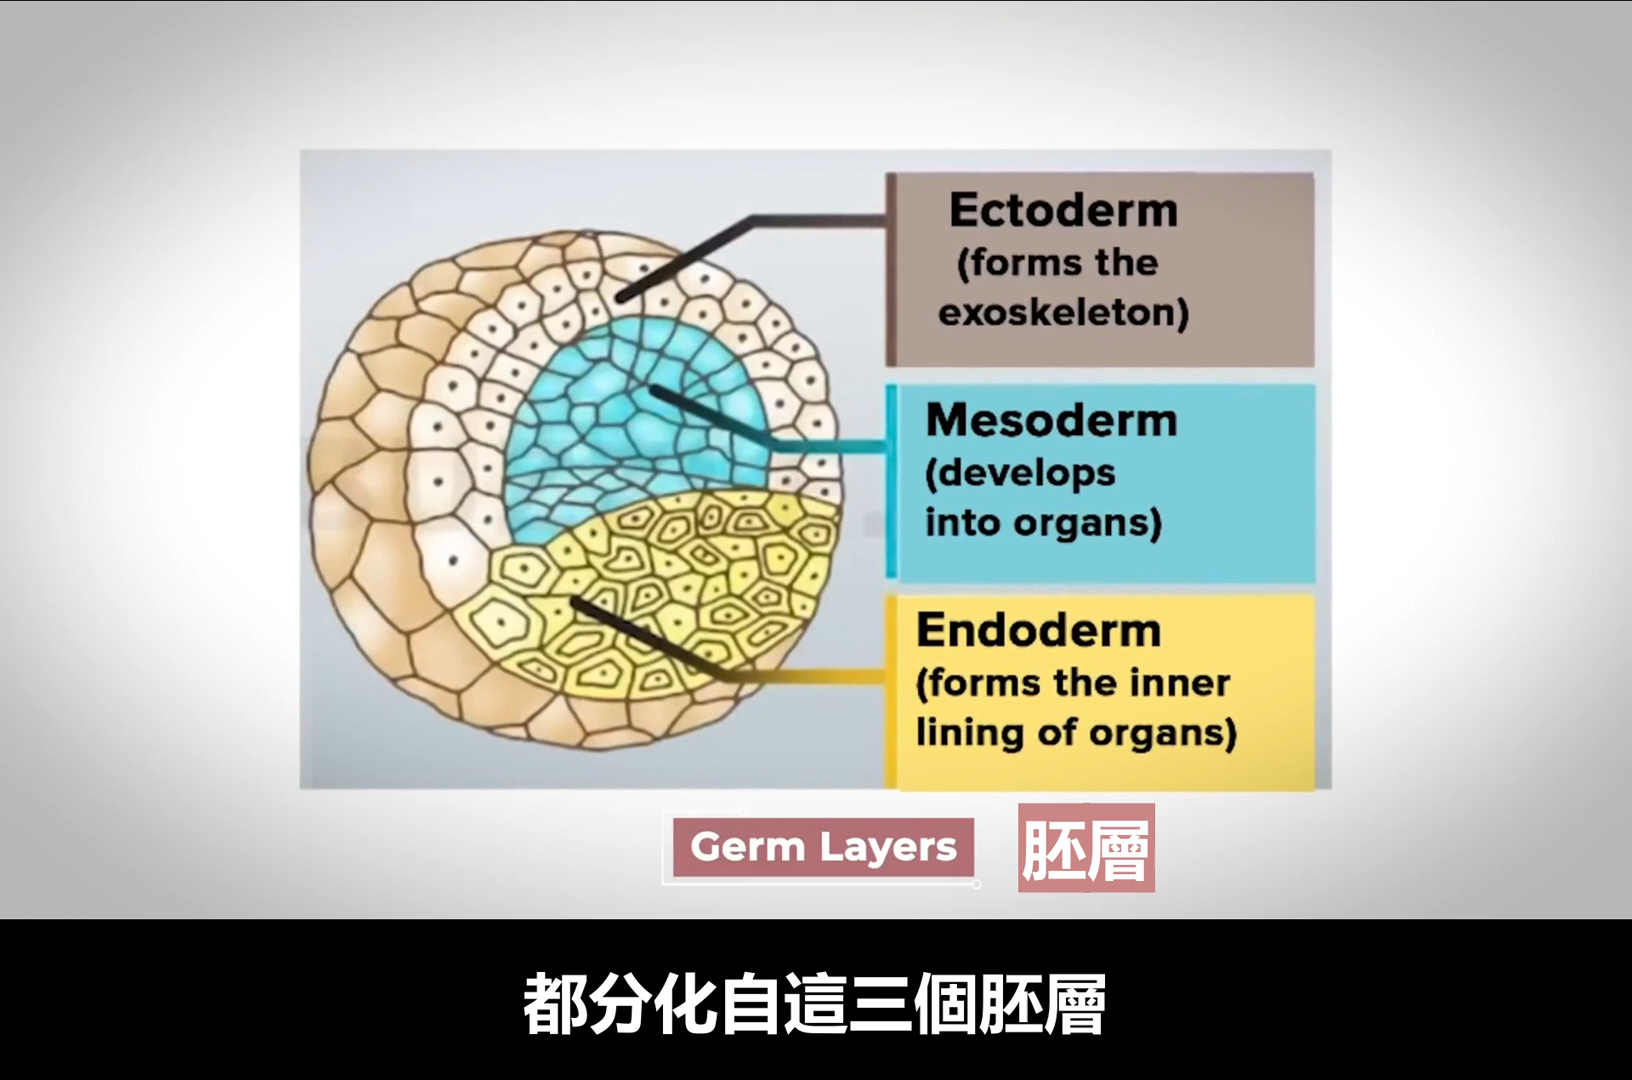 Ectoderm
(forms the
exoskeleton)
Mesoderm
(develops
into organs)
Endoderm
(forms the inner
lining of organs)
Germ Layers
胚層
都分化自這三個胚層